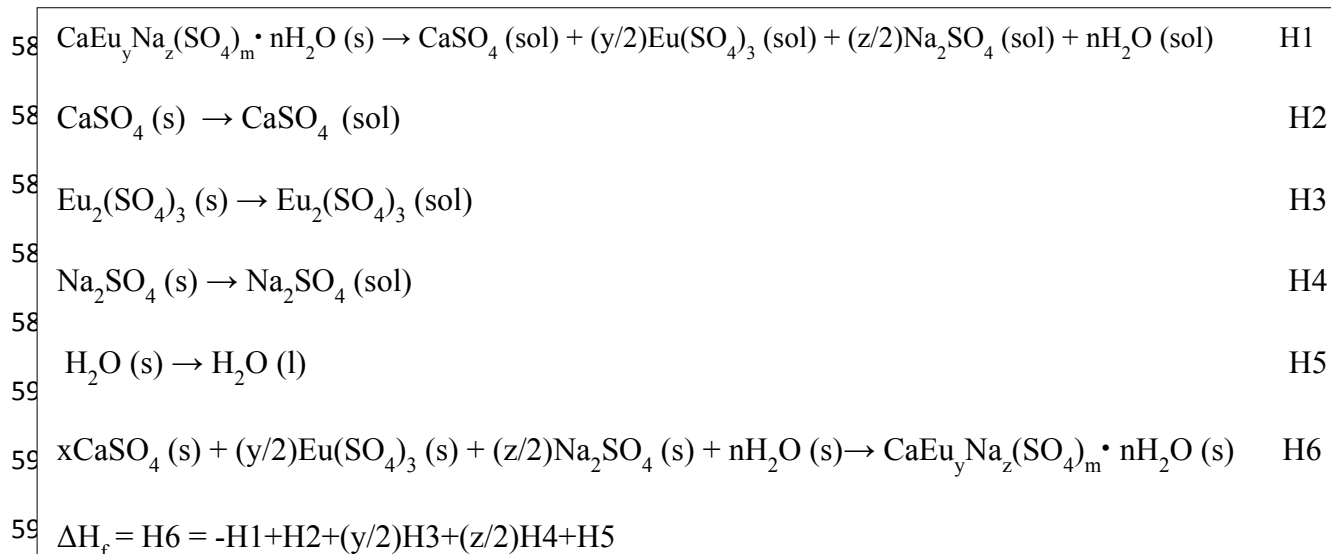 58 CaEu_yNa_z(SO_4)_m· nH_2O (s) → CaSO_4 (sol) + (y/2)Eu(SO_4)_3 (sol) + (z/2)Na_2SO_4 (sol) + nH_2O (sol) H1
58 CaSO_4 (s) → CaSO_4 (sol) H2
58 Eu_2(SO_4)_3 (s) → Eu_2(SO_4)_3 (sol) H3
58 Na_2SO_4 (s) → Na_2SO_4 (sol) H4
58
H_2O (s) → H_2O (l) H5
59
59 xCaSO_4 (s) + (y/2)Eu(SO_4)_3 (s) + (z/2)Na_2SO_4 (s) + nH_2O (s)→ CaEu_yNa_z(SO_4)_m· nH_2O (s) H6
59 ΔH_f = H6 = -H1+H2+(y/2)H3+(z/2)H4+H5